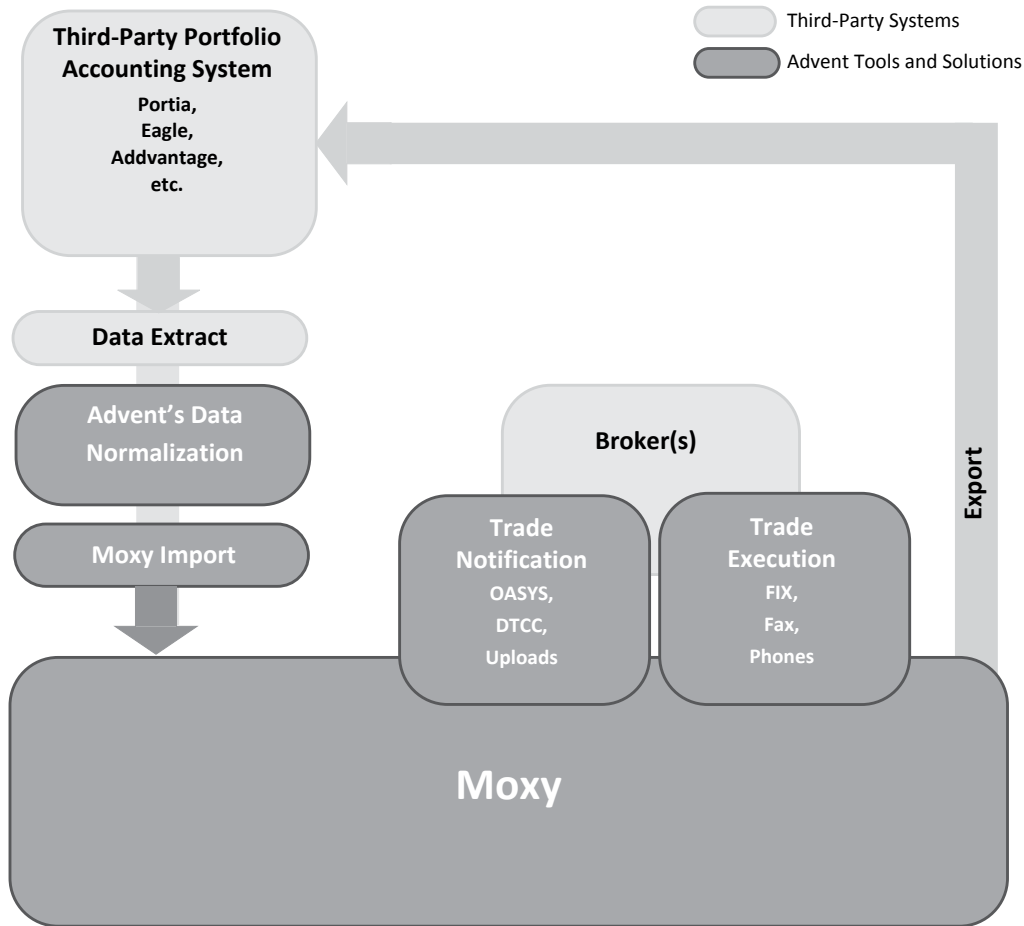 Third-Party Systems
Advent Tools and Solutions
Third-Party Portfolio
Accounting System
Portia,
Eagle,
Addvantage,
etc.
Data Extract
Advent’s Data
Normalization
Moxy Import
Broker(s)
Trade
Notification
OASYS,
DTCC,
Uploads
Trade
Execution
FIX,
Fax,
Phones
Export
Moxy